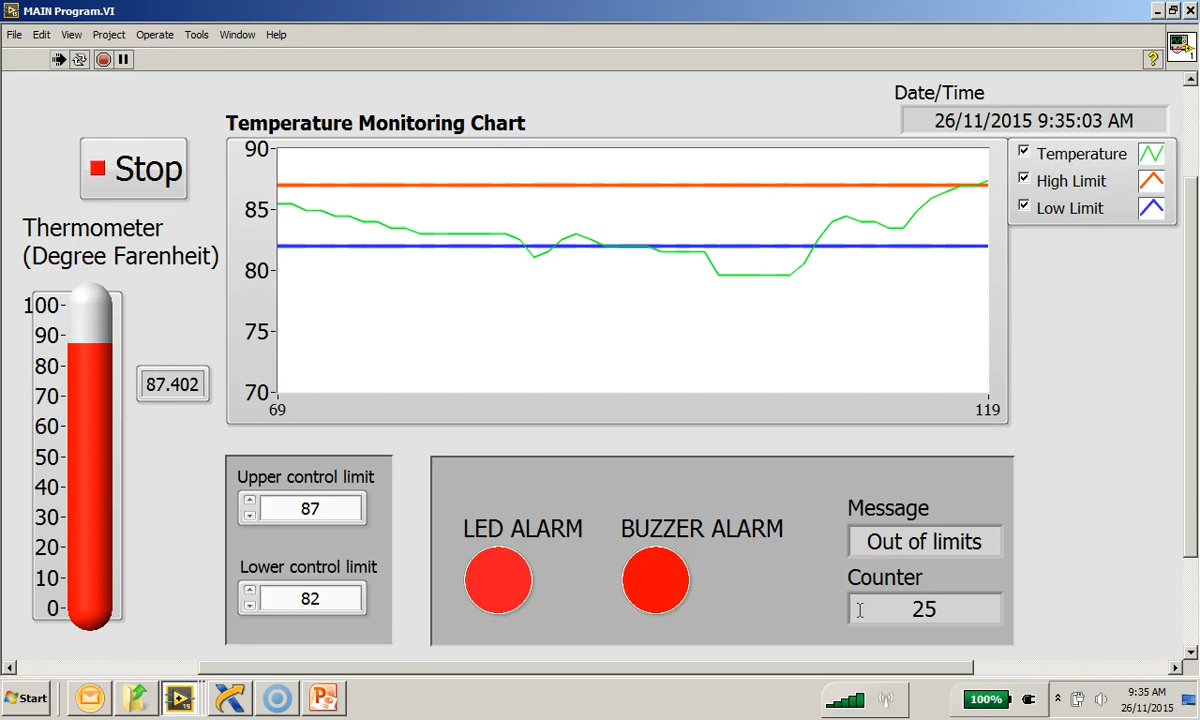 MAIN Program.VI
File Edit View Project Operate Tools Window Help
Date/Time
26/11/2015 9:35:03 AM
Temperature Monitoring Chart
Stop
Thermometer
(Degree Farenheit)
100
90
80
70
60
50
40
30
20
10
0
87.402
90
85
80
75
70
69 119
Temperature
High Limit
Low Limit
Upper control limit
87
Lower control limit
82
LED ALARM
BUZZER ALARM
Message
Out of limits
Counter
25
Start
100%
9:35 AM
26/11/2015